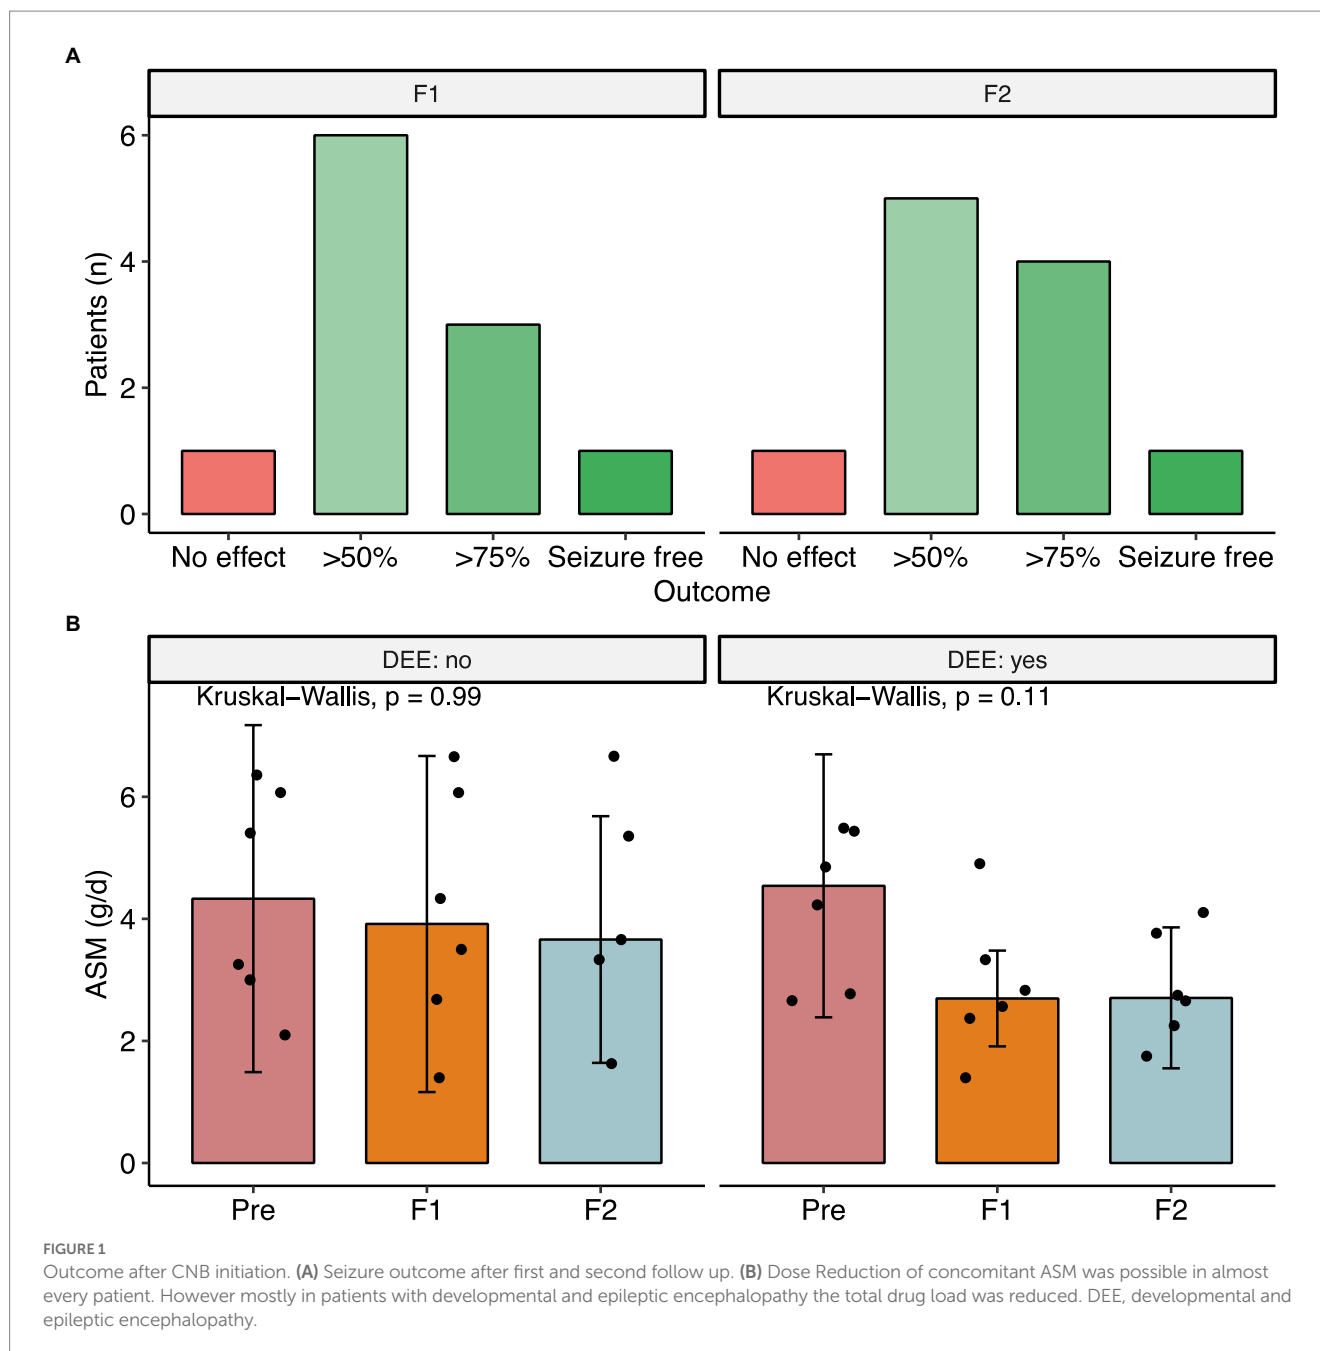 A
F1
F2
6
4
2
0
Patients (n)
No effect >50% >75% Seizure free
No effect >50% >75% Seizure free
Outcome
B
DEE: no
DEE: yes
Kruskal–Wallis, p = 0.99
Kruskal–Wallis, p = 0.11
6
4
2
0
ASM (g/d)
Pre F1 F2
Pre F1 F2
FIGURE 1
Outcome after CNB initiation. (A) Seizure outcome after first and second follow up. (B) Dose Reduction of concomitant ASM was possible in almost
every patient. However mostly in patients with developmental and epileptic encephalopathy the total drug load was reduced. DEE, developmental and
epileptic encephalopathy.